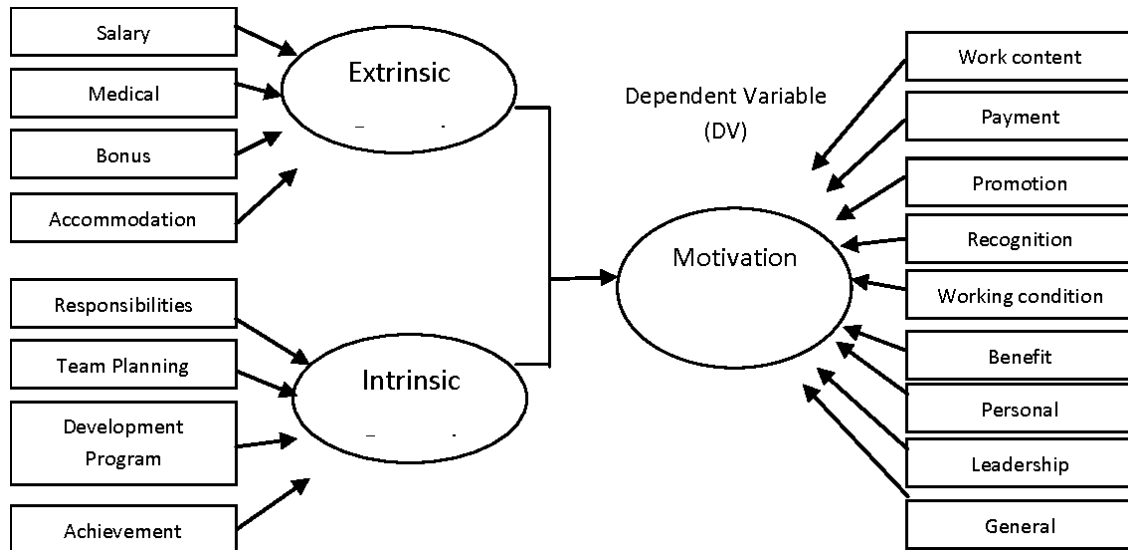 Salary
Medical
Bonus
Accommodation
Extrinsic
Responsibilities
Team Planning
Development
Program
Achievement
Intrinsic
Dependent Variable
(DV)
Motivation
Work content
Payment
Promotion
Recognition
Working condition
Benefit
Personal
Leadership
General